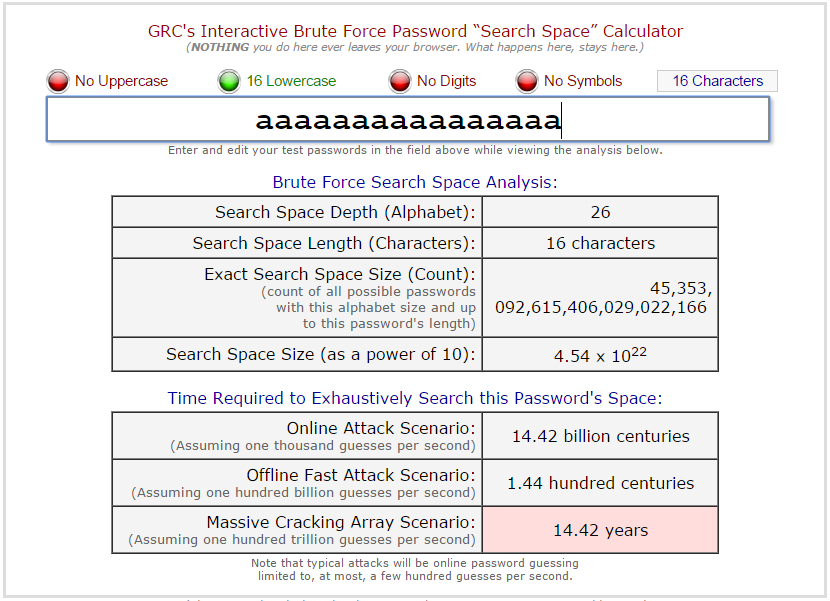 GRC's Interactive Brute Force Password “Search Space” Calculator
(NOTHING you do here ever leaves your browser. What happens here, stays here.)
No Uppercase 16 Lowercase No Digits No Symbols 16 Characters
aaaaaaaaaaaaaaaa
Enter and edit your test passwords in the field above while viewing the analysis below.
Brute Force Search Space Analysis:
Search Space Depth (Alphabet): 26
Search Space Length (Characters): 16 characters
Exact Search Space Size (Count):
(count of all possible passwords
with this alphabet size and up
to this password's length)
45,353,
092,615,406,029,022,166
Search Space Size (as a power of 10): 4.54 x 10²²
Time Required to Exhaustively Search this Password's Space:
Online Attack Scenario:
(Assuming one thousand guesses per second)
14.42 billion centuries
Offline Fast Attack Scenario:
(Assuming one hundred billion guesses per second)
1.44 hundred centuries
Massive Cracking Array Scenario:
(Assuming one hundred trillion guesses per second)
14.42 years
Note that typical attacks will be online password guessing
limited to, at most, a few hundred guesses per second.